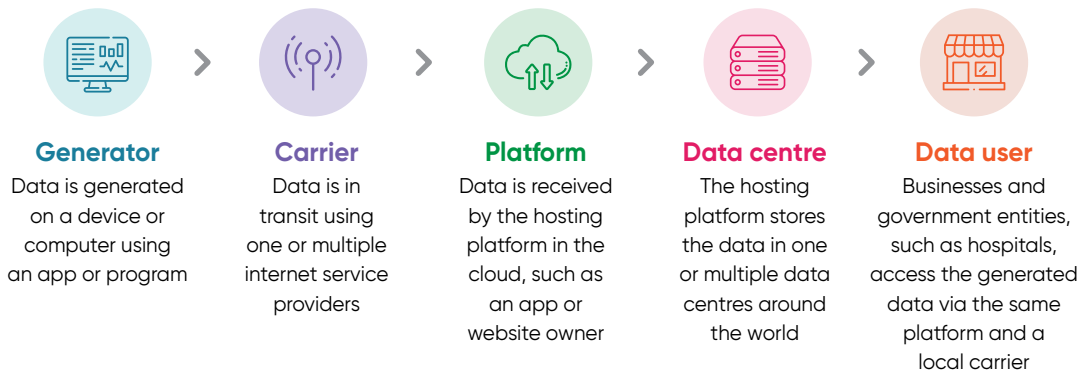 Generator
Data is generated
on a device or
computer using
an app or program
Carrier
Data is in
transit using
one or multiple
internet service
providers
Platform
Data is received
by the hosting
platform in the
cloud, such as
an app or
website owner
Data centre
The hosting
platform stores
the data in one
or multiple data
centres around
the world
Data user
Businesses and
government entities,
such as hospitals,
access the generated
data via the same
platform and a
local carrier